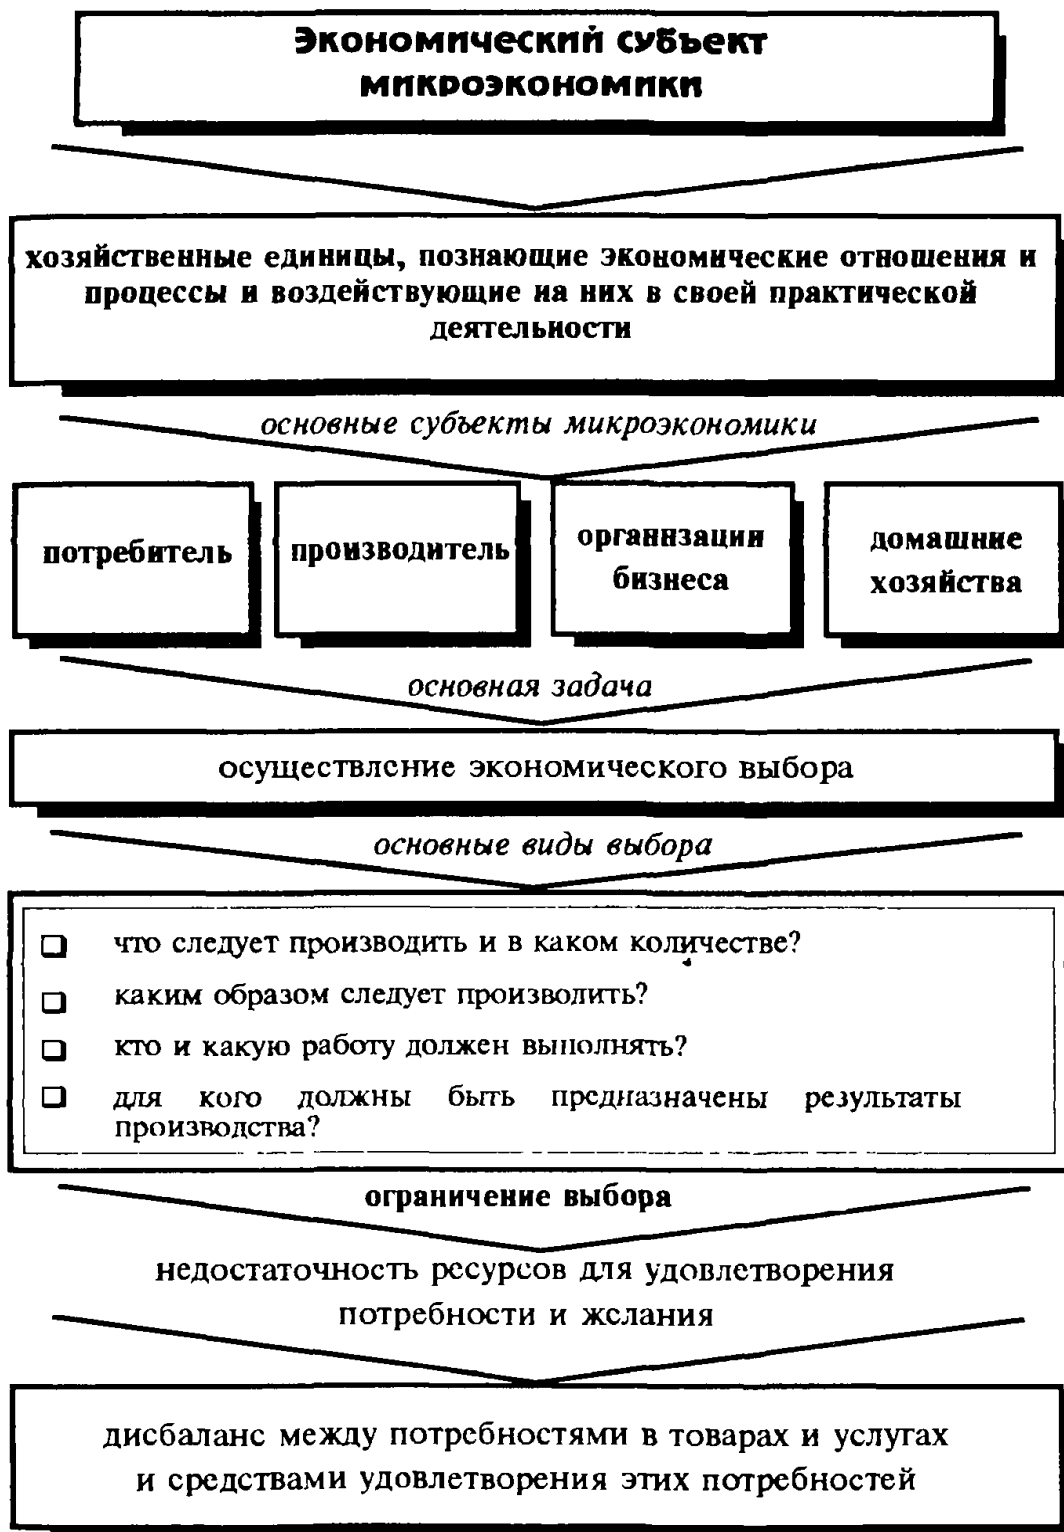 Экономический субъект
микроэкономики
хозяйственные единицы, познающие экономические отношения и
процессы и воздействующие на них в своей практической
деятельности
основные субъекты микроэкономики
потребитель
производитель
организации
бизнеса
домашние
хозяйства
основная задача
осуществление экономического выбора
основные виды выбора
что следует производить и в каком количестве?
каким образом следует производить?
кто и какую работу должен выполнять?
для кого должны быть предназначены результаты
производства?
ограничение выбора
недостаточность ресурсов для удовлетворения
потребности и желания
дисбаланс между потребностями в товарах и услугах
и средствами удовлетворения этих потребностей